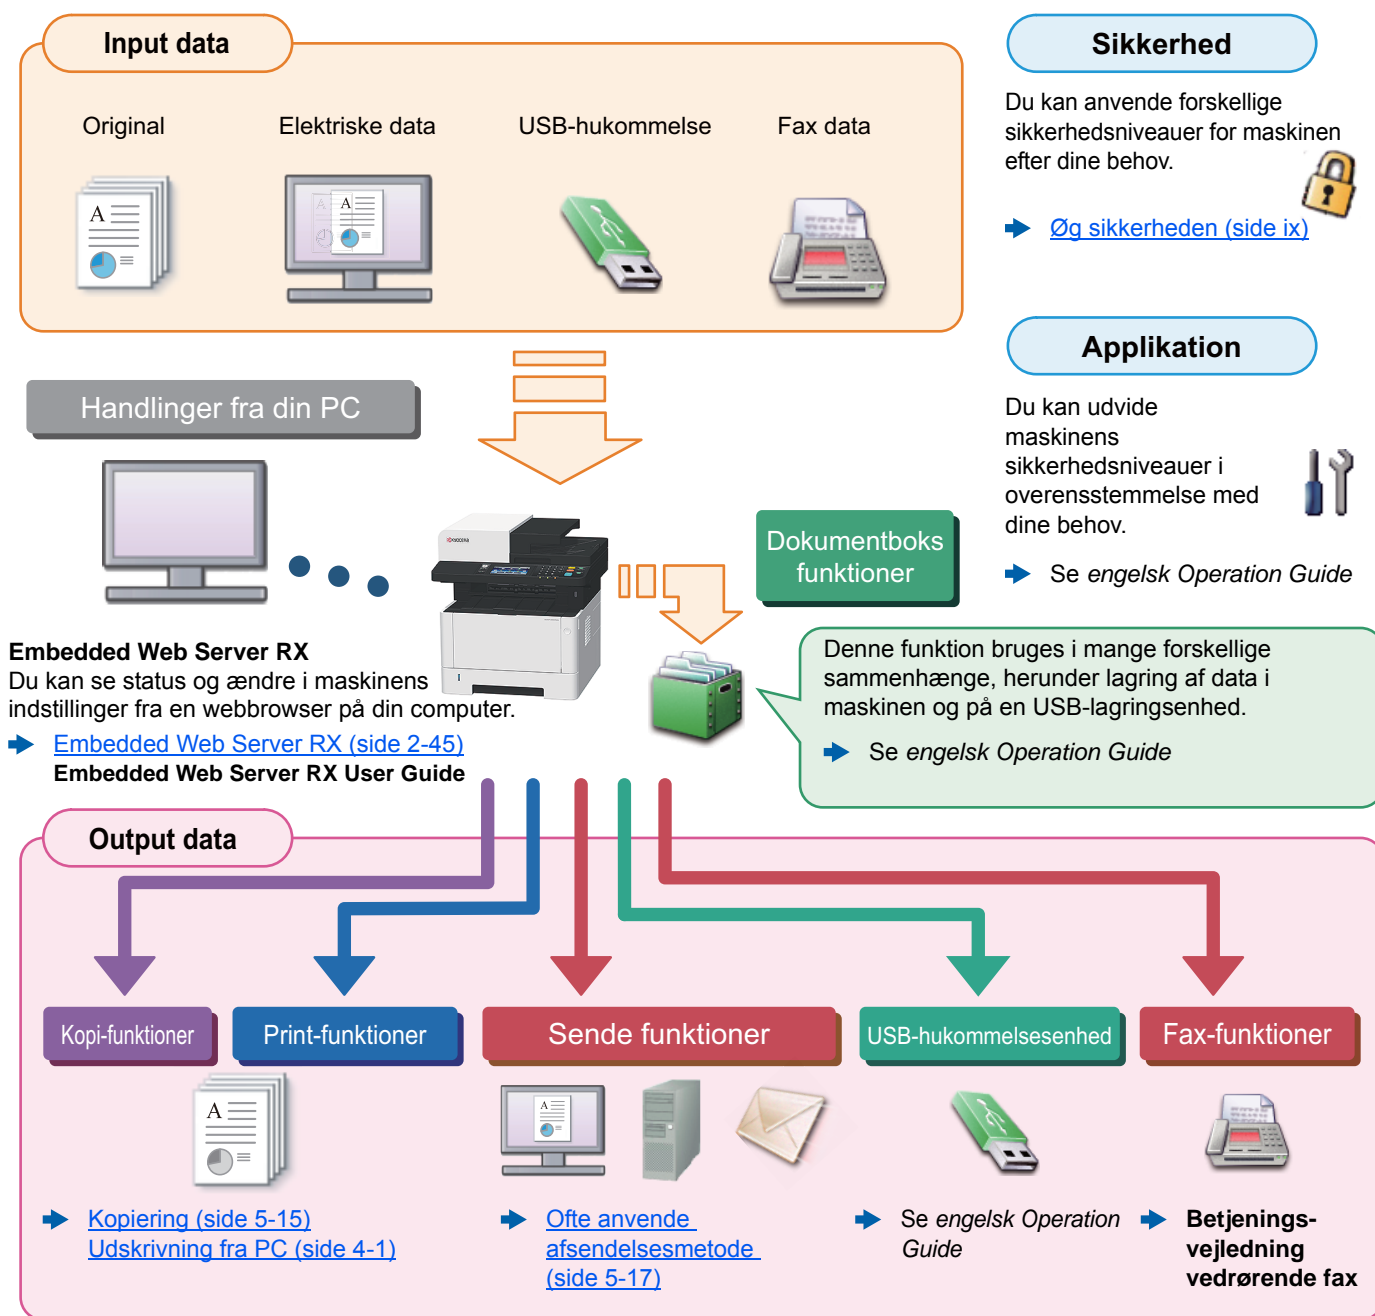 Input data
Original
Elektriske data
USB-hukommelse
Fax data
Sikkerhed
Du kan anvende forskellige
sikkerhedsniveauer for maskinen
efter dine behov.
Øg sikkerheden (side ix)
Applikation
Du kan udvide
maskinens
sikkerhedsniveauer i
overensstemmelse med
dine behov.
Se engelsk Operation Guide
Handlinger fra din PC
KYOCERA
Dokumentboks
funktioner
Embedded Web Server RX
Du kan se status og ændre i maskinens
indstillinger fra en webbrowser på din computer.
Embedded Web Server RX (side 2-45)
Embedded Web Server RX User Guide
Denne funktion bruges i mange forskellige
sammenhænge, herunder lagring af data i
maskinen og på en USB-lagringsenhed.
Se engelsk Operation Guide
Output data
Kopi-funktioner
Print-funktioner
Sende funktioner
USB-hukommelsesenhed
Fax-funktioner
A
A
A
A
Kopiering (side 5-15)
Udskrivning fra PC (side 4-1)
Ofte anvende
afsendelsesmetode
(side 5-17)
Se engelsk Operation
Guide
Betjenings-
vejledning
vedrørende fax